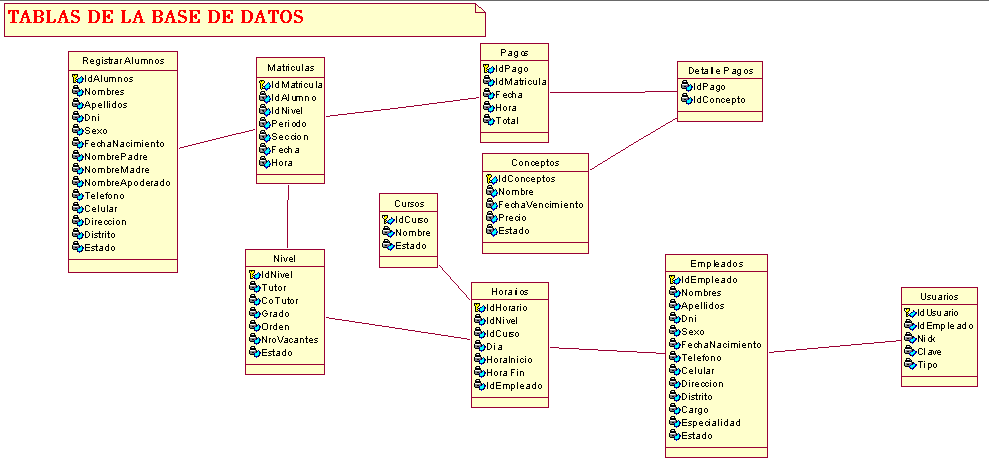 TABLAS DE LA BASE DE DATOS
Registrar Alumnos
IdAlumnos
Nombres
Apellidos
Dni
Sexo
FechaNacimiento
NombrePadre
NombreMadre
NombreApoderado
Telefono
Celular
Direccion
Distrito
Estado
Matriculas
IdMatricula
IdAlumno
IdNivel
Periodo
Seccion
Fecha
Hora
Pagos
IdPago
IdMatricula
Fecha
Hora
Total
Detalle Pagos
IdPago
IdConcepto
Conceptos
IdConceptos
Nombre
FechaVencimiento
Precio
Estado
Cursos
IdCurso
Nombre
Estado
Nivel
IdNivel
Tutor
CoTutor
Grado
Orden
NroVacantes
Estado
Horarios
IdHorario
IdNivel
IdCurso
Dia
HoraInicio
Hora Fin
IdEmpleado
Empleados
IdEmpleado
Nombres
Apellidos
Dni
Sexo
FechaNacimiento
Telefono
Celular
Direccion
Distrito
Cargo
Especialidad
Estado
Usuarios
IdUsuario
IdEmpleado
Nick
Clave
Tipo